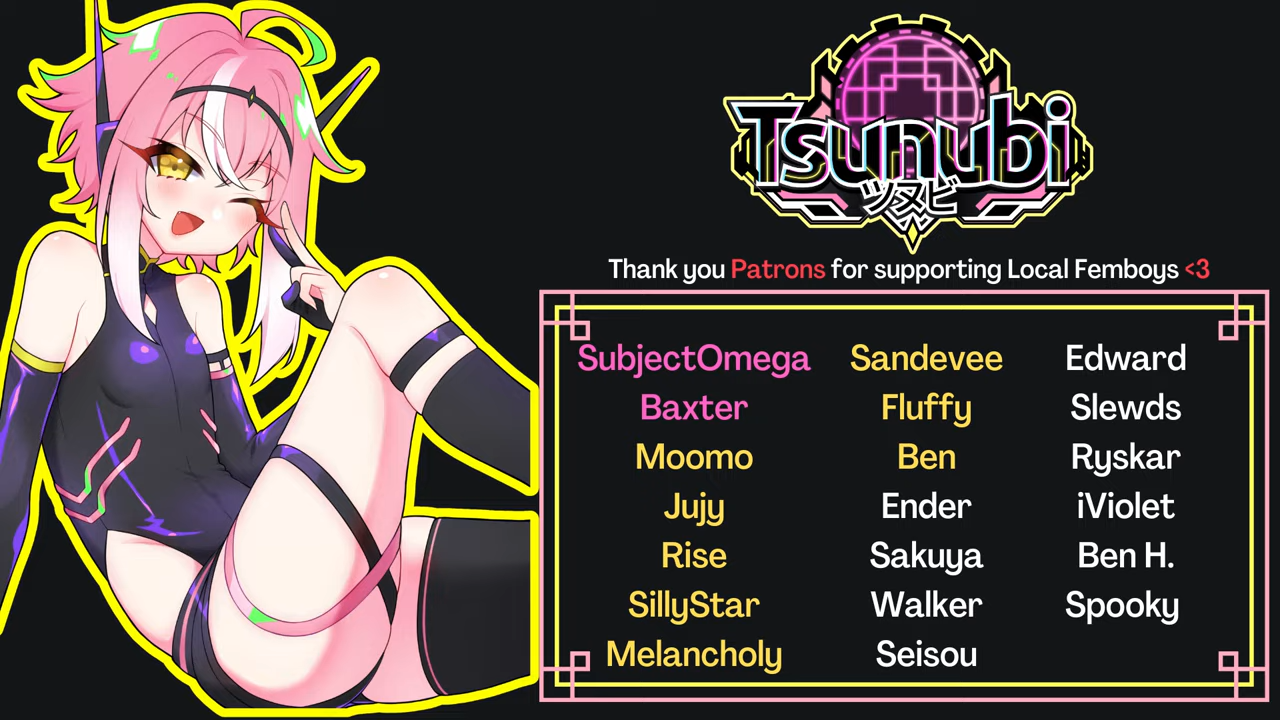 Tsunubi
ツヌビ
Thank you Patrons for supporting Local Femboys <3
SubjectOmega
Baxter
Moomo
Jujy
Rise
SillyStar
Melancholy
Sandevee
Fluffy
Ben
Ender
Sakuya
Walker
Seisou
Edward
Slewds
Ryskar
iViolet
Ben H.
Spooky